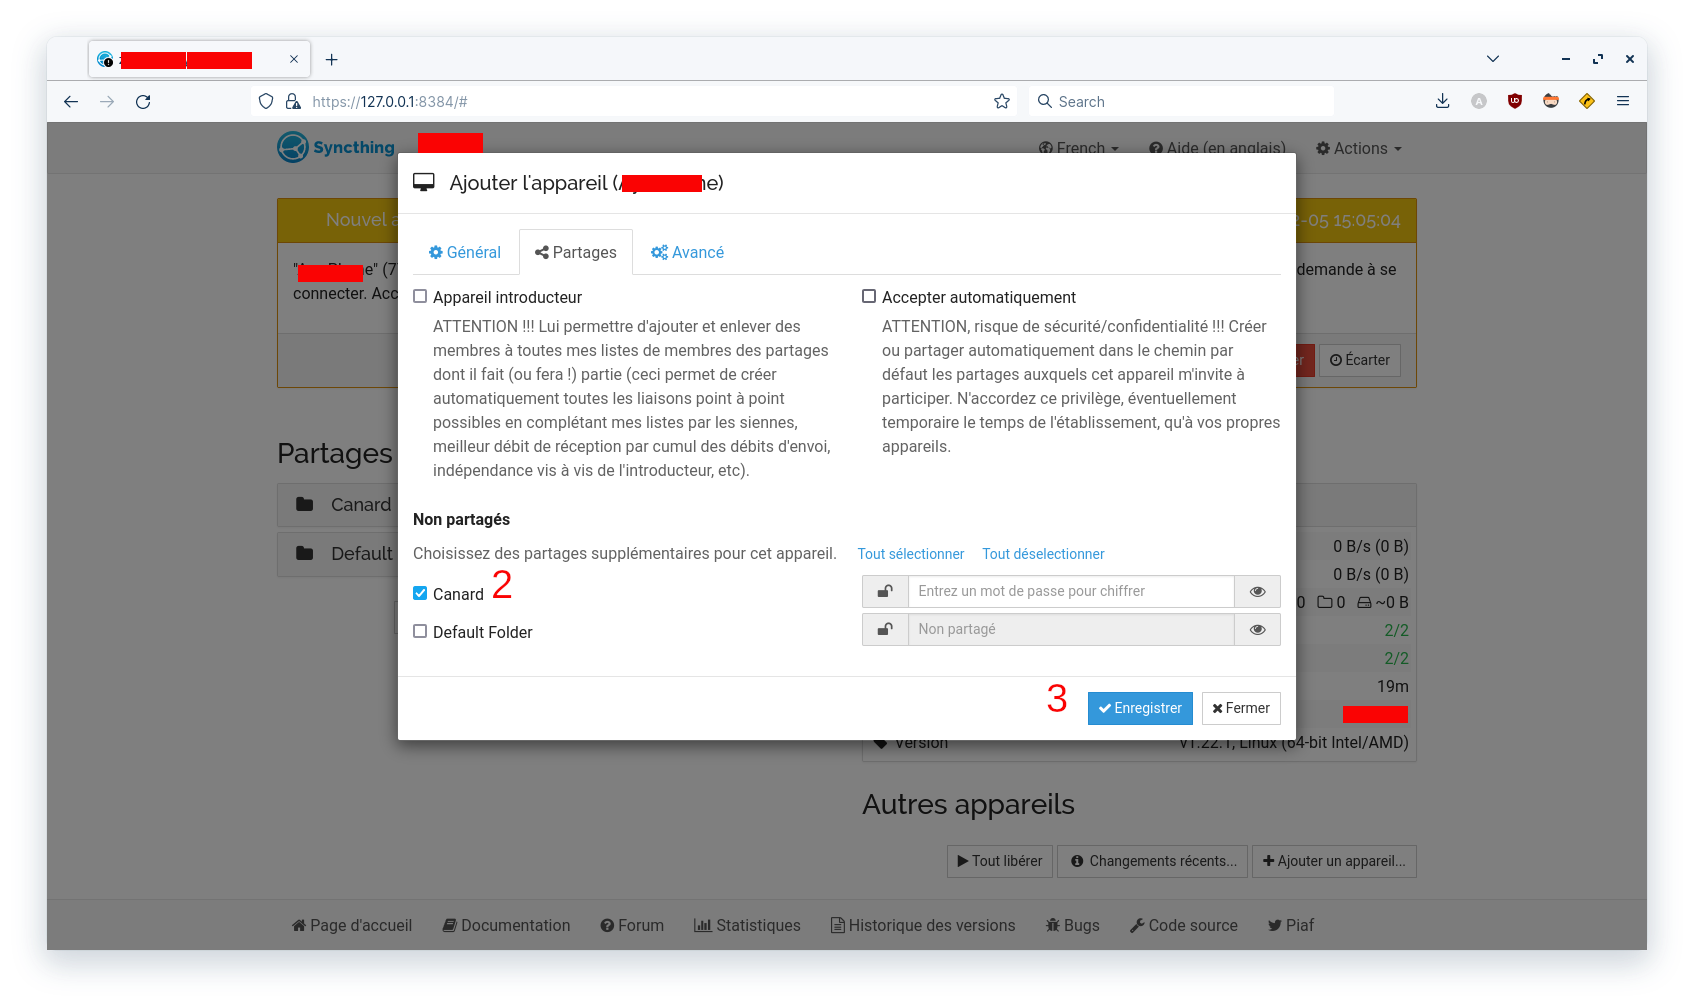 https://127.0.0.1:8384/#
Search
Syncthing
French
Aide (en anglais)
Actions
Ajouter l'appareil (
Nouvel
-05 15:05:04
Général
Partages
Avancé
demande à se
connecter.
Appareil introducteur
Accepter automatiquement
ATTENTION !!! Lui permettre d'ajouter et enlever des
membres à toutes mes listes de membres des partages
dont il fait (ou fera !) partie (ceci permet de créer
automatiquement toutes les liaisons point à point
possibles en complétant mes listes par les siennes,
meilleur débit de réception par cumul des débits d'envoi,
indépendance vis à vis de l'introducteur, etc).
ATTENTION, risque de sécurité/confidentialité !!! Créer
ou partager automatiquement dans le chemin par
défaut les partages auxquels cet appareil m'invite à
participer. N'accordez ce privilège, éventuellement
temporaire le temps de l'établissement, qu'à vos propres
appareils.
Écarter
Partages
Canard
Default
Non partagés
Choisissez des partages supplémentaires pour cet appareil.
Tout sélectionner
Tout déselectionner
Canard
2
Entrez un mot de passe pour chiffrer
Default Folder
Non partagé
3
Enregistrer
Fermer
0 B/s (0 B)
0 B/s (0 B)
0 0 ~0 B
2/2
2/2
19m
Version
v1.22.1, Linux (64-bit Intel/AMD)
Autres appareils
Tout libérer
Changements récents...
Ajouter un appareil...
Page d'accueil
Documentation
Forum
Statistiques
Historique des versions
Bugs
Code source
Piaf